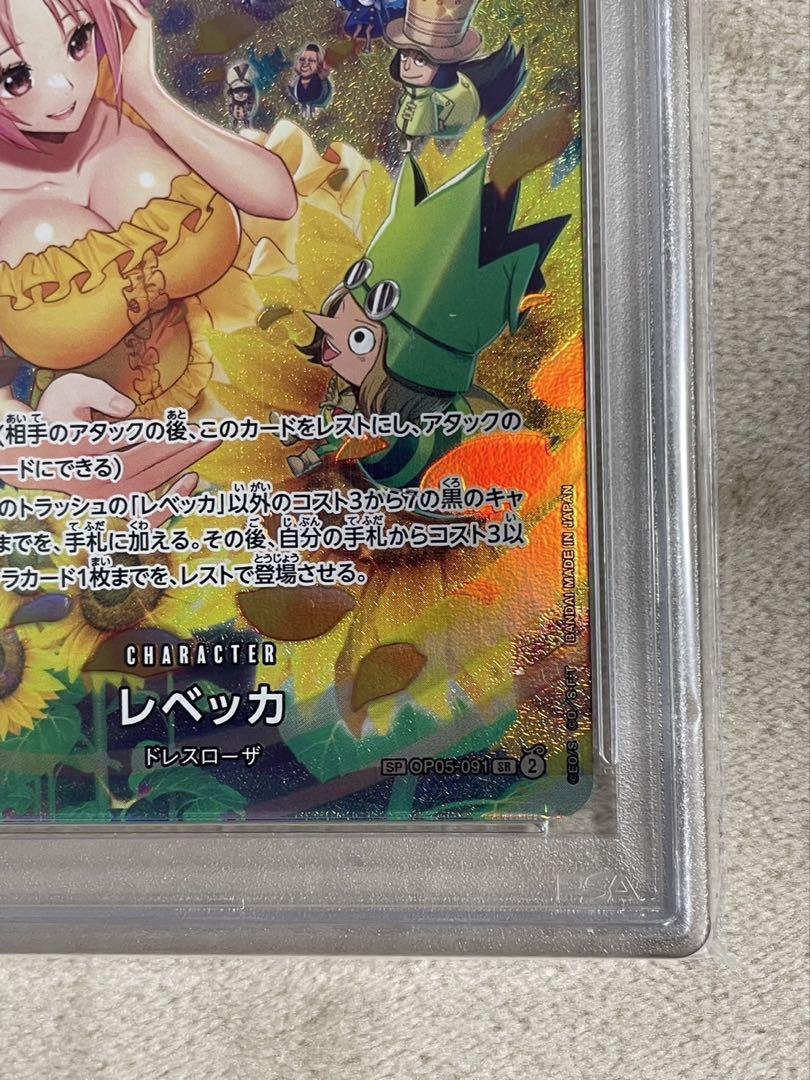 (相手のアタックの後、このカードをレストにし、アタックの
ードにできる)
のトラッシュの「レベッカ」以外のコスト3から7の黒のキャ
までを、手札に加える。その後、自分の手札からコスト3以
ラカード1枚までを、レストで登場させる。
CHARACTER
レベッカ
ドレスローザ
SP OP05-091 SR 2
©E.O/S. CO./S.F.T. BANDAI MADE IN JAPAN
PSA